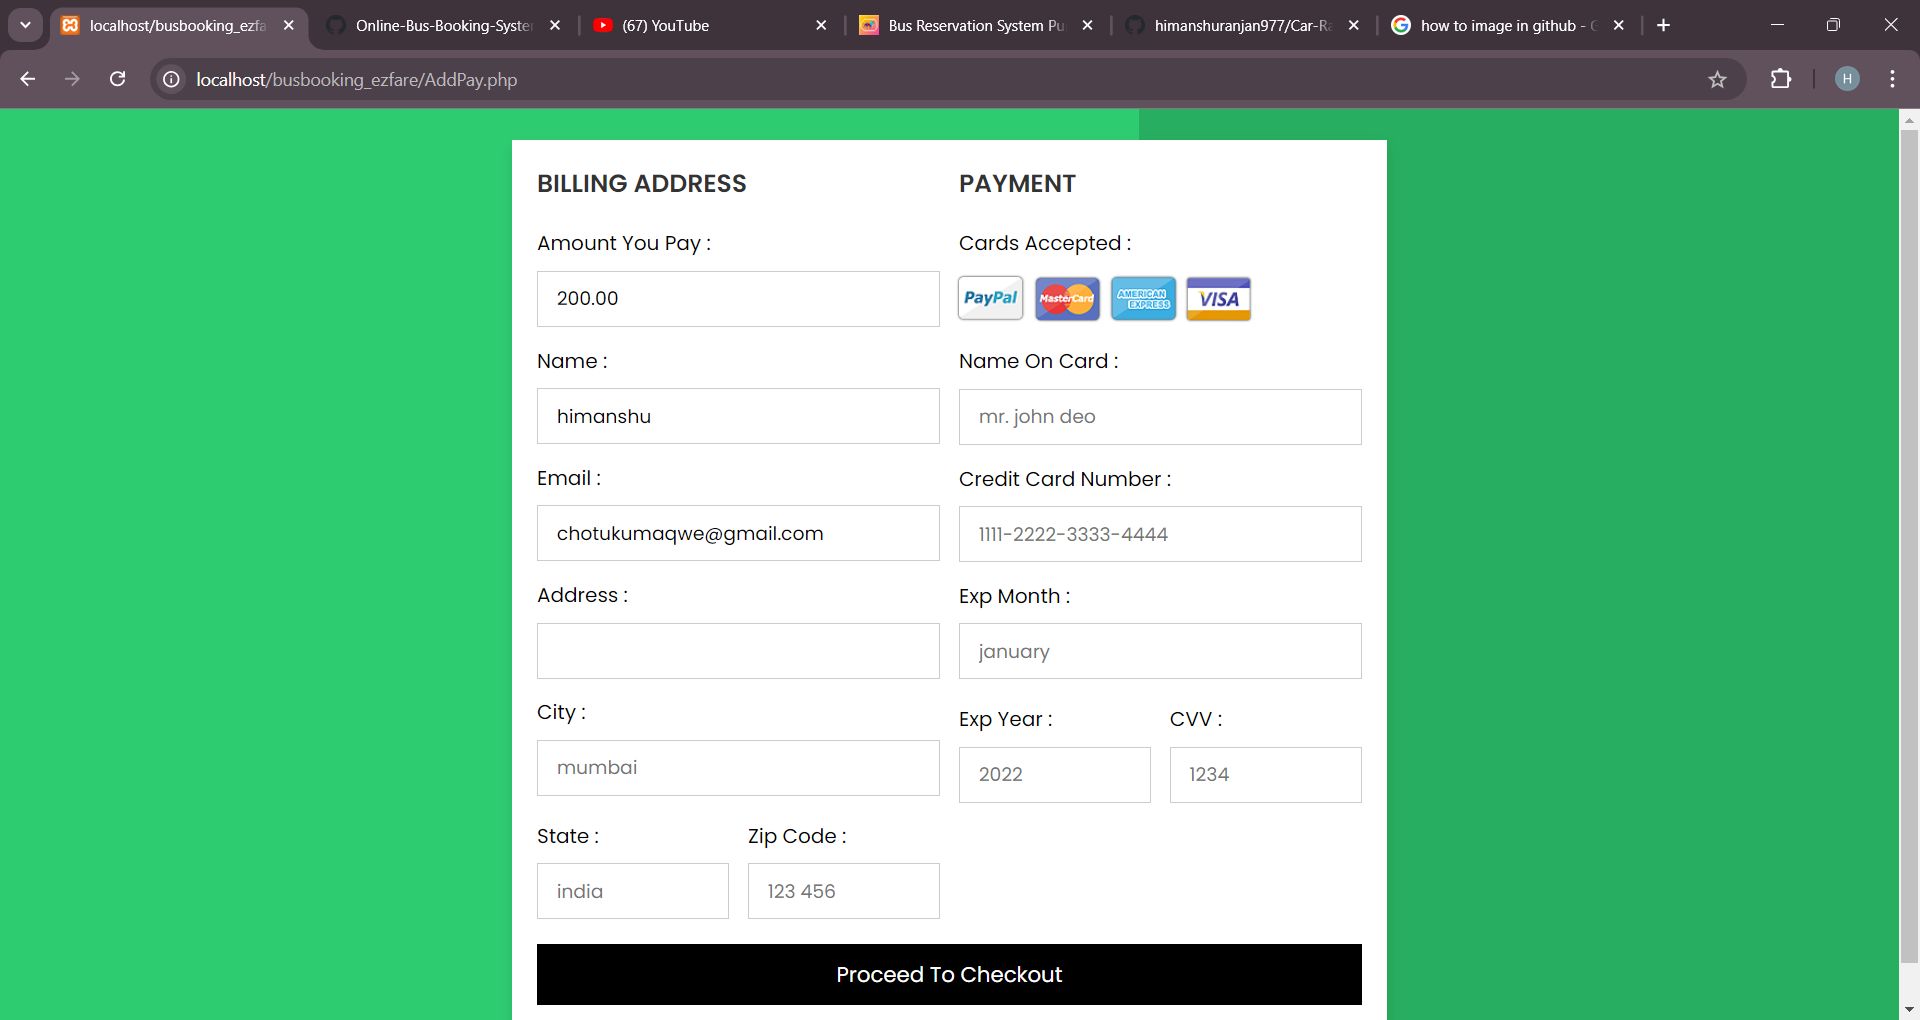 localhost/busbooking_ezfa
Online-Bus-Booking-Syste
(67) YouTube
Bus Reservation System Pu
himanshuranjan977/Car-Ra
how to image in github - G
localhost/busbooking_ezfare/AddPay.php
H
BILLING ADDRESS
PAYMENT
Amount You Pay :
Cards Accepted :
200.00
PayPal
MasterCard
AMERICAN EXPRESS
VISA
Name :
Name On Card :
himanshu
mr. john deo
Email :
Credit Card Number :
chotukumaqwe@gmail.com
1111-2222-3333-4444
Address :
Exp Month :
january
City :
Exp Year :
CVV :
mumbai
2022
1234
State :
Zip Code :
india
123 456
Proceed To Checkout